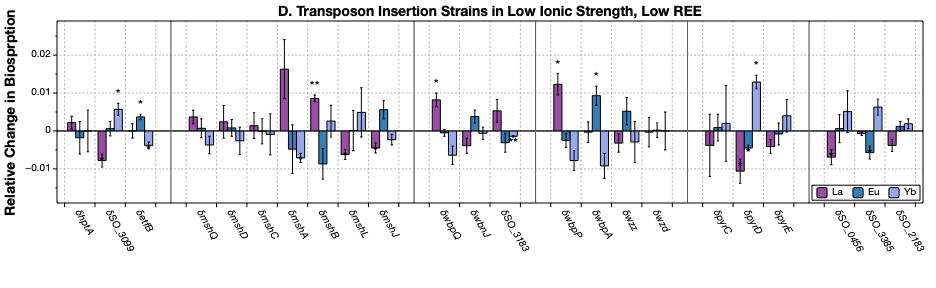 D. Transposon Insertion Strains in Low Ionic Strength, Low REE
Relative Change in Biosprption
0.02
0.01
0
−0.01
* * ** * * * * ** *
La Eu Yb
δhptA δSO_3099 δetfB δmshQ δmshD δmshC δmshA δmshB δmshL δmshJ δwbpQ δwbnJ δSO_3183 δwbpP δwbpA δwzz δwzd δpyrC δpyrD δpyrE δSO_0456 δSO_3385 δSO_2183